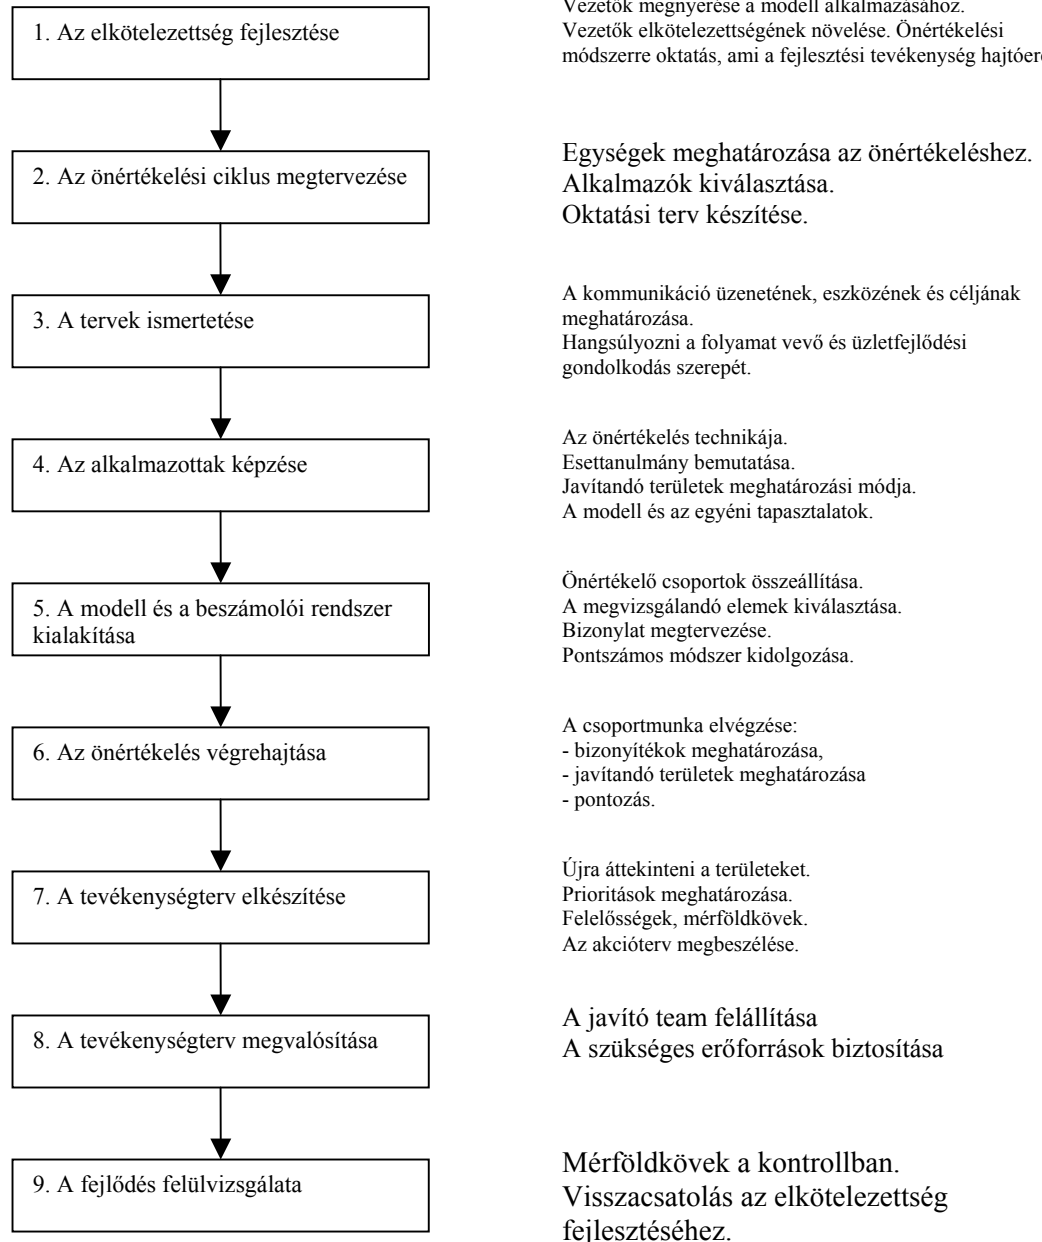 Vezetők megnyerése a modell alkalmazásához.
1. Az elkötelezettség fejlesztése
Vezetők elkötelezettségének növelése. Önértékelési
módszerre oktatás, ami a fejlesztési tevékenység
2. Az önértékelési ciklus megtervezése
Egységek meghatározása az önértékeléshez.
Alkalmazók kiválasztása.
Oktatási terv készítése.
3. A tervek ismertetése
A kommunikáció üzenetének, eszközének és céljának
meghatározása.
Hangsúlyozni a folyamat vevő és üzletfejlődési
gondolkodás szerepét.
4. Az alkalmazottak képzése
Az önértékelés technikája.
Esettanulmány bemutatása.
Javítandó területek meghatározási módja.
A modell és az egyéni tapasztalatok.
5. A modell és a beszámolói rendszer
kialakítása
Önértékelő csoportok összeállítása.
A megvizsgálandó elemek kiválasztása.
Bizonylat megtervezése.
Pontszámos módszer kidolgozása.
6. Az önértékelés végrehajtása
A csoportmunka elvégzése:
- bizonyítékok meghatározása,
- javítandó területek meghatározása
- pontozás.
7. A tevékenységterv elkészítése
Újra áttekinteni a területeket.
Prioritások meghatározása.
Felelősségek, mérföldkövek.
Az akcióterv megbeszélése.
8. A tevékenységterv megvalósítása
A javító team felállítása
A szükséges erőforrások biztosítása
9. A fejlődés felülvizsgálata
Mérföldkövek a kontrollban.
Visszacsatolás az elkötelezettség
fejlesztéséhez.